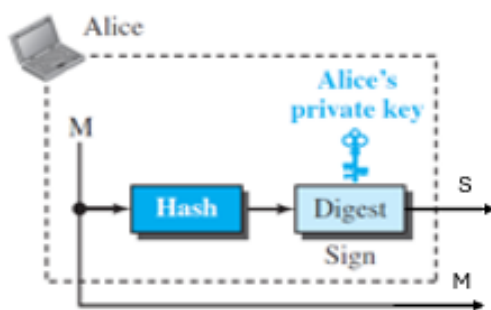 Alice
Alice's
private key
M
Hash
Digest
S
Sign
M